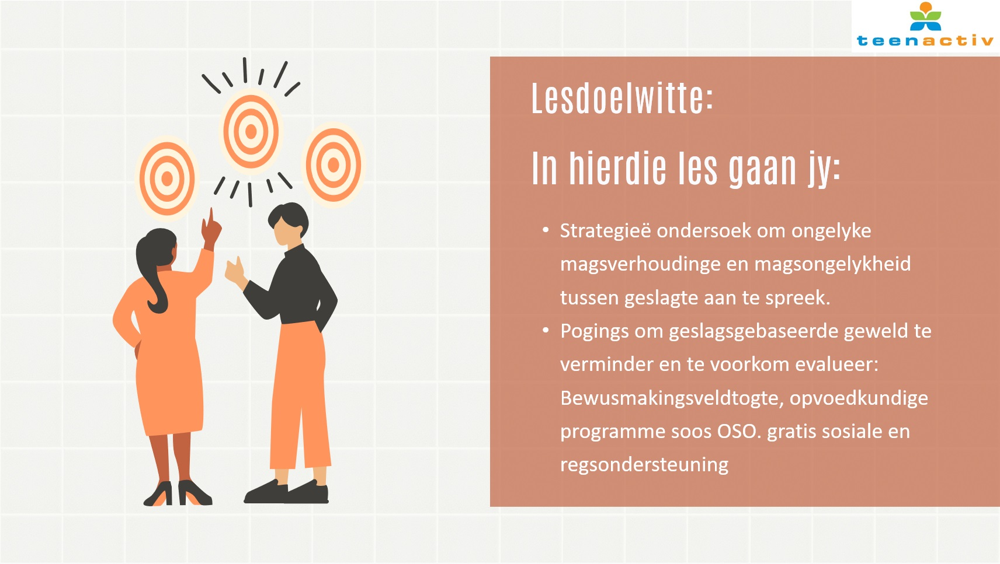 teenactiv
Lesdoelwitte:
In hierdie les gaan jy:
• Strategieë ondersoek om ongelyke
magsverhoudinge en magsongelykheid
tussen geslagte aan te spreek.
• Pogings om geslagsgebaseerde geweld te
verminder en te voorkom evalueer:
Bewusmakingsveldtogte, opvoedkundige
programme soos OSO. gratis sosiale en
regsondersteuning